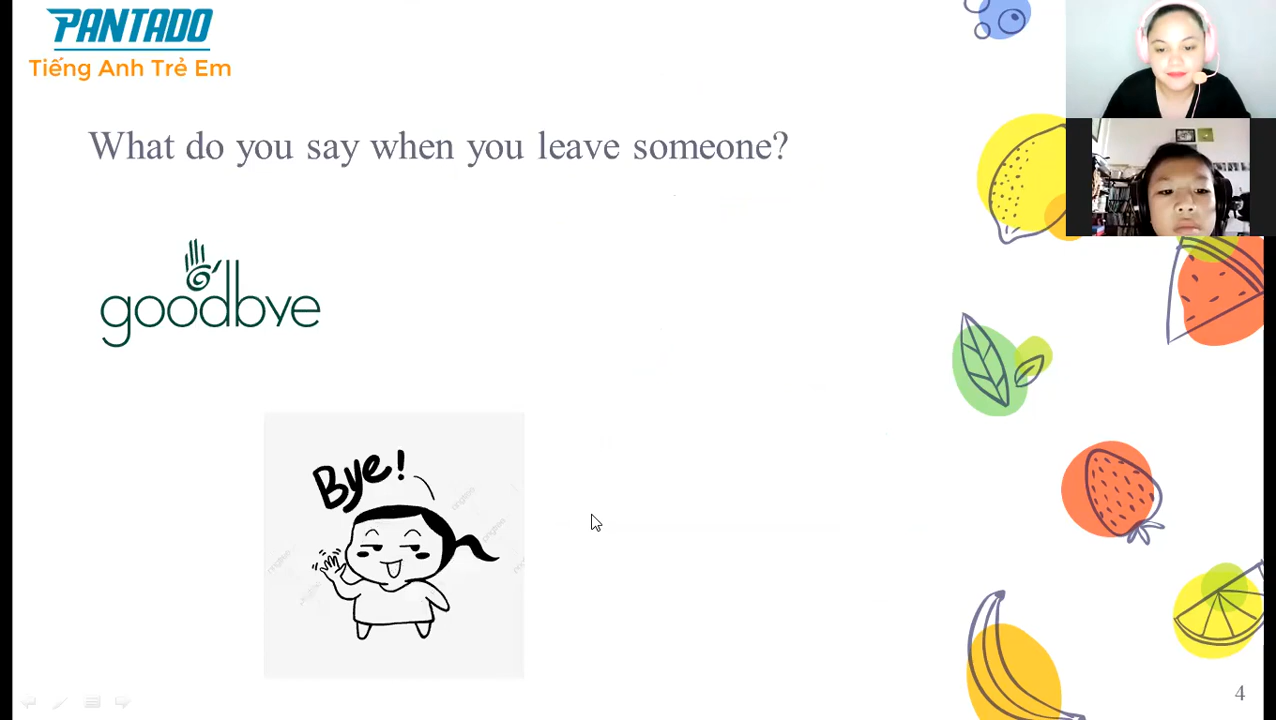 PANTADO
Tiếng Anh Trẻ Em
What do you say when you leave someone?
goodbye
Bye!
4